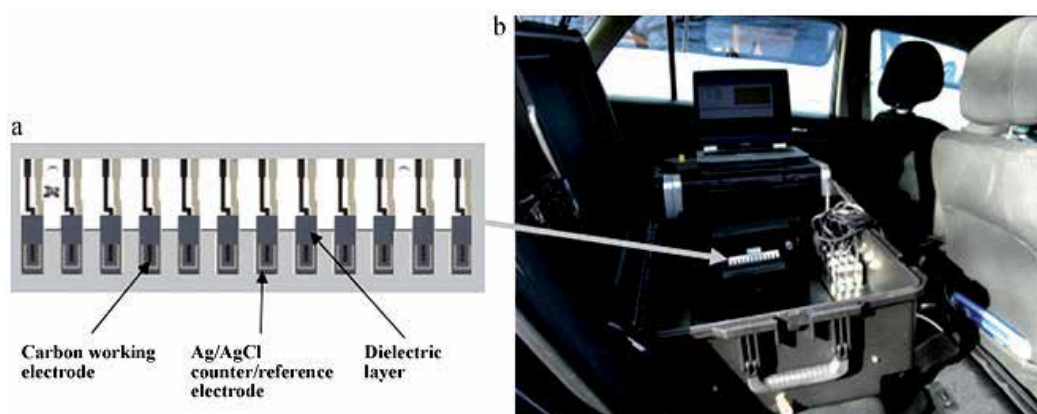 a
b
Carbon working
electrode
Ag/AgCl
counter/reference
electrode
Dielectric
layer